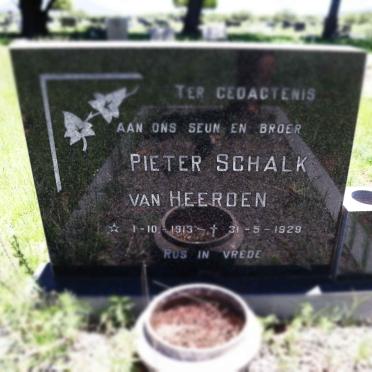 TER GEDAGTENIS
AAN ONS SEUN EN BROER
PIETER SCHALK
VAN HEERDEN
☆ 1-10-1913 – ✝ 31-5-1929
RUS IN VREDE